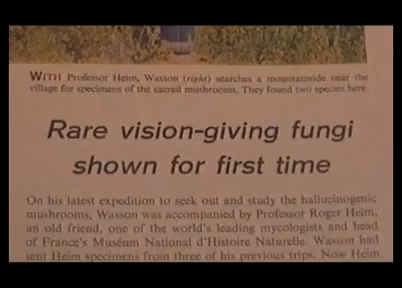 WITH Professor Heim, Wasson (right) searches a mountainside near the
village for specimens of the sacred mushrooms. They found two species here.
Rare vision-giving fungi
shown for first time
On his latest expedition to seek out and study the hallucinogenic
mushrooms, Wasson was accompanied by Professor Roger Heim,
an old friend, one of the world's leading mycologists and head
of France's Muséum National d'Histoire Naturelle. Wasson had
sent Heim specimens from three of his previous trips. Now Heim